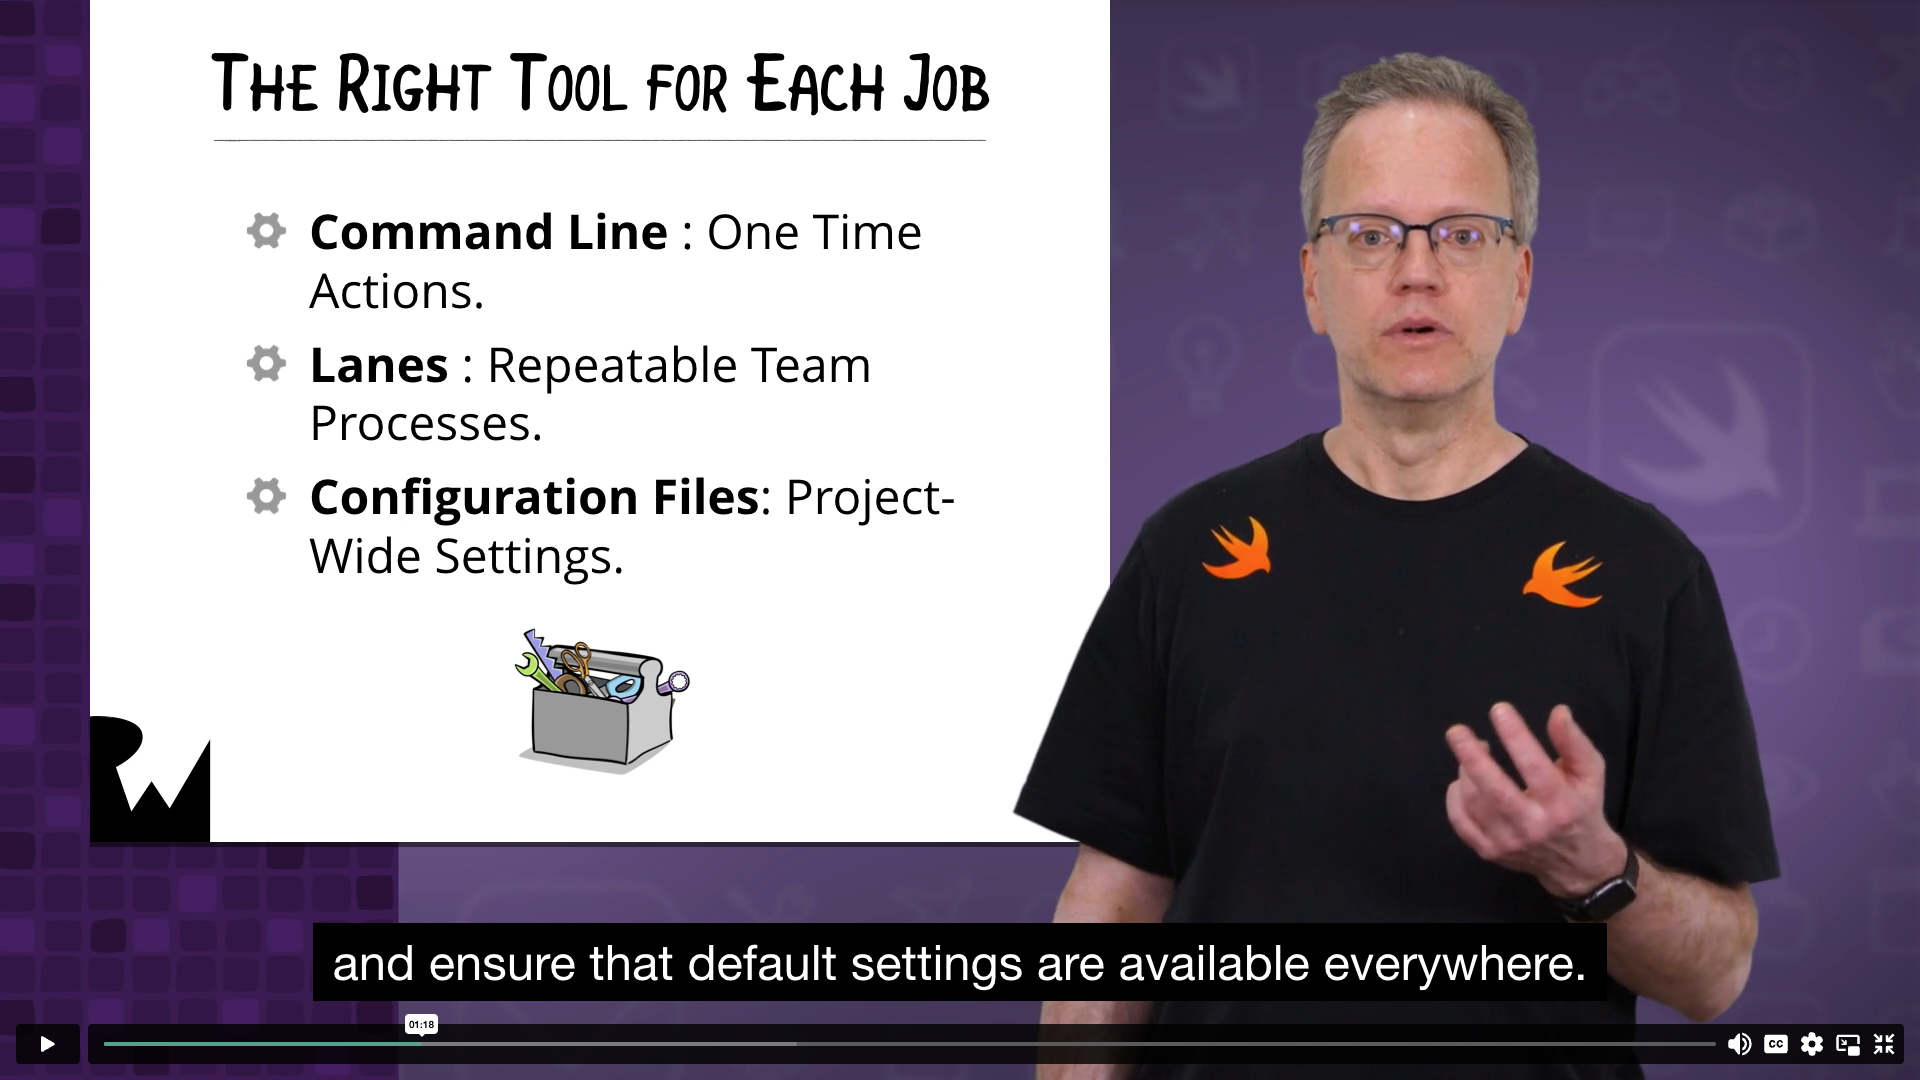 The Right Tool for Each Job
Command Line : One Time
Actions.
Lanes : Repeatable Team
Processes.
Configuration Files: Project-
Wide Settings.
RW
and ensure that default settings are available everywhere.
01:18
CC